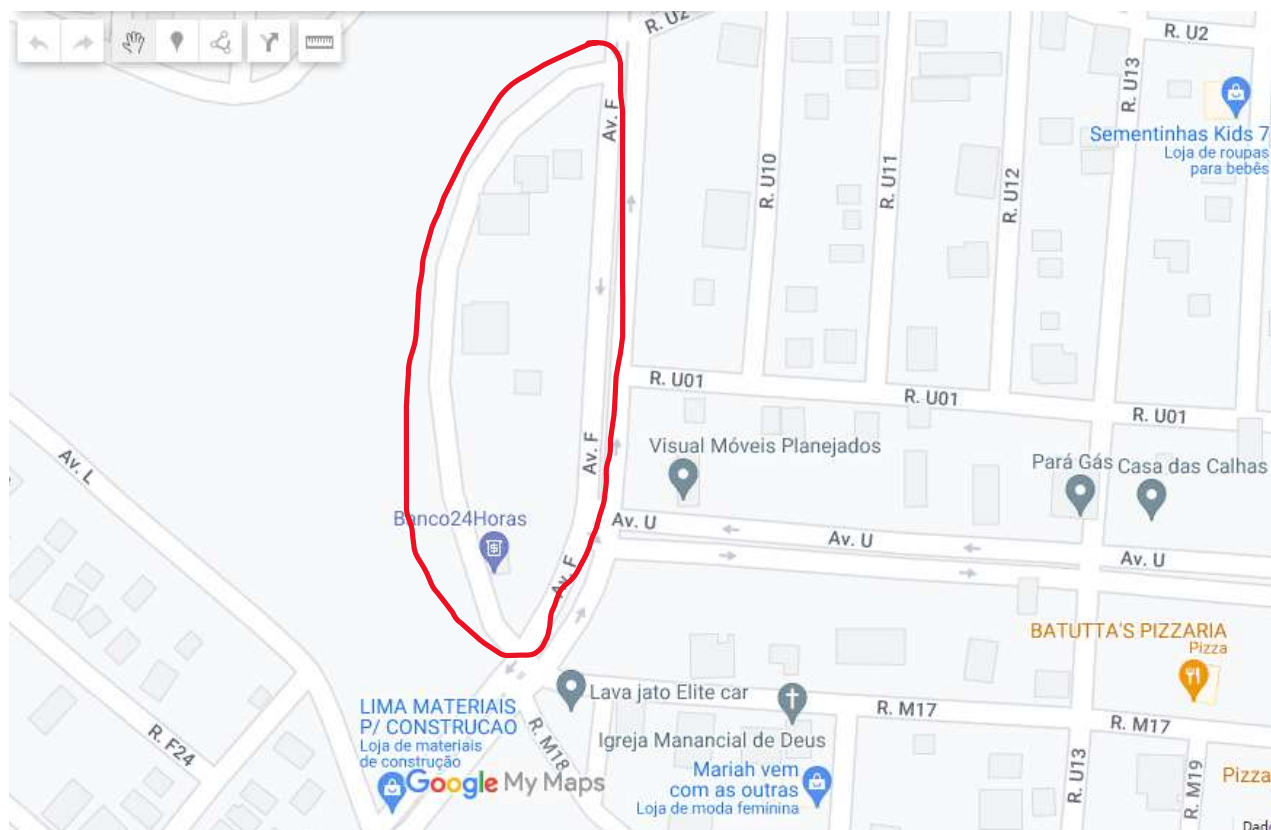 R. U2
R. U2
R. U13
Sementinhas Kids 7
Loja de roupas
para bebês
Av. F
R. U10
R. U11
R. U12
R. U01
R. U01
R. U01
Av. F
Visual Móveis Planejados
Pará Gás
Casa das Calhas
Av. L
Banco24Horas
Av. U
Av. U
Av. U
Av. F
BATUTTA'S PIZZARIA
Pizza
Lava jato Elite car
LIMA MATERIAIS
P/ CONSTRUCAO
Loja de materiais
de construção
R. M17
R. M17
R. F24
R. M18
Igreja Manancial de Deus
R. U13
R. M19
Mariah vem
com as outras
Loja de moda feminina
Pizza
Google My Maps
Dad